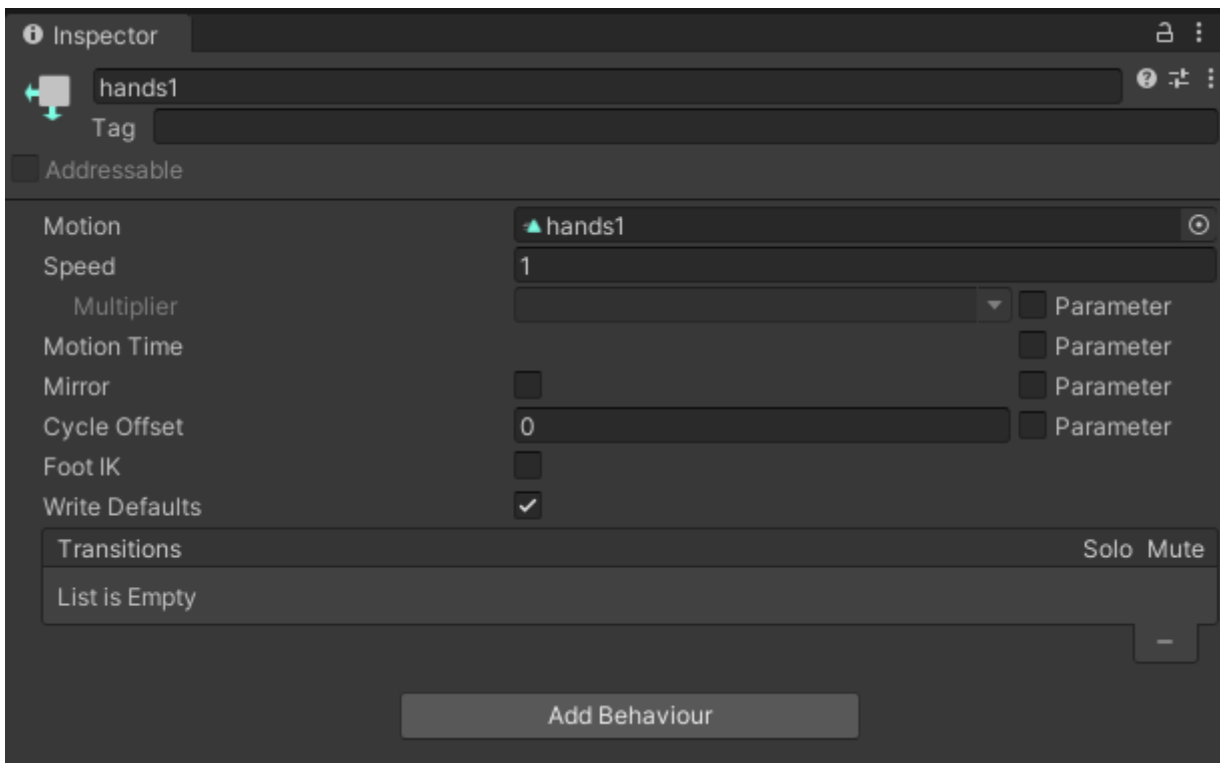 Inspector
hands1
Tag
Addressable
Motion hands1
Speed 1
Multiplier Parameter
Motion Time Parameter
Mirror Parameter
Cycle Offset 0 Parameter
Foot IK
Write Defaults
Transitions Solo Mute
List is Empty
Add Behaviour